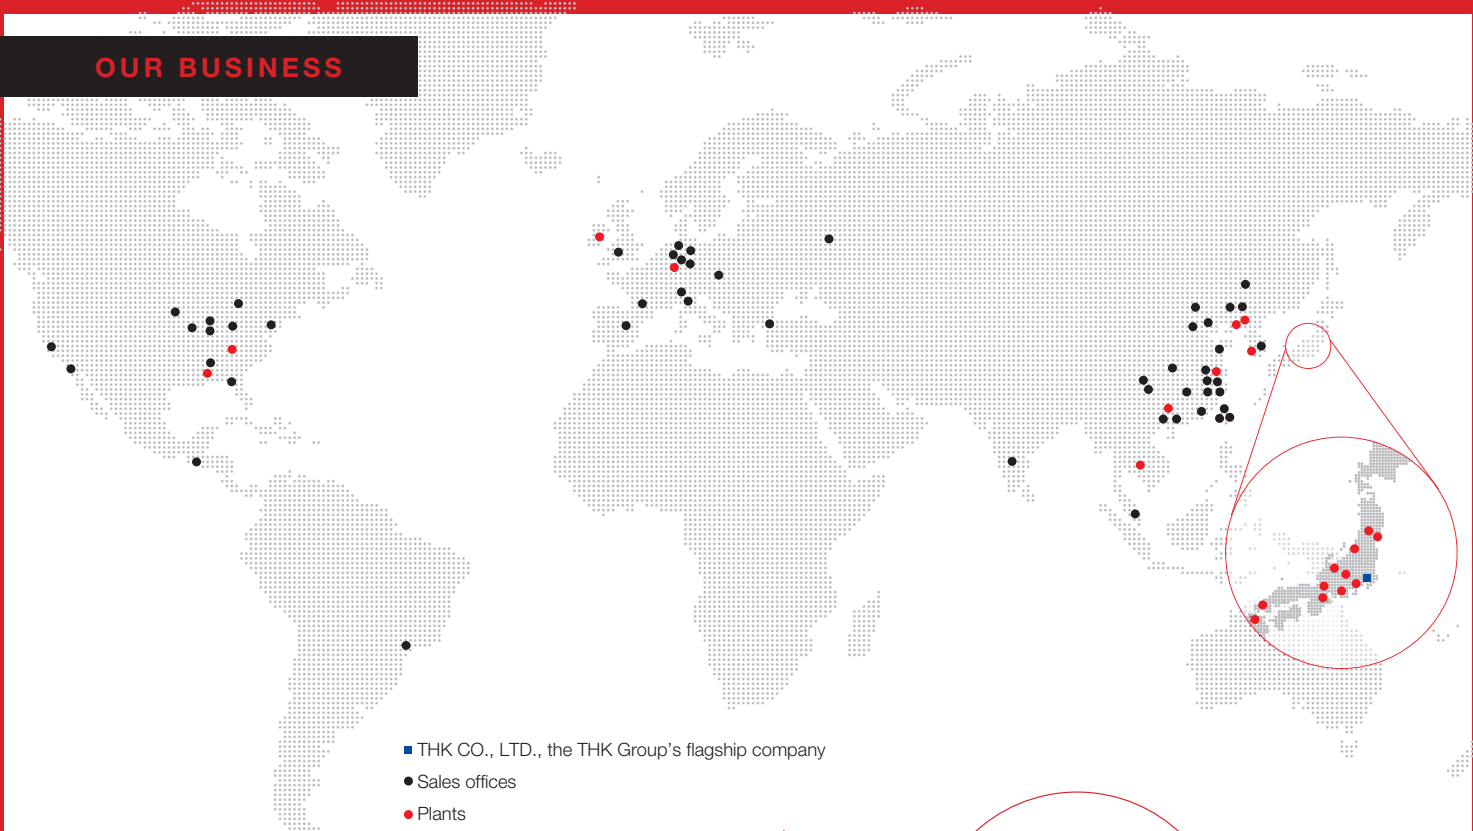 OUR BUSINESS
THK CO., LTD., the THK Group's flagship company
Sales offices
Plants